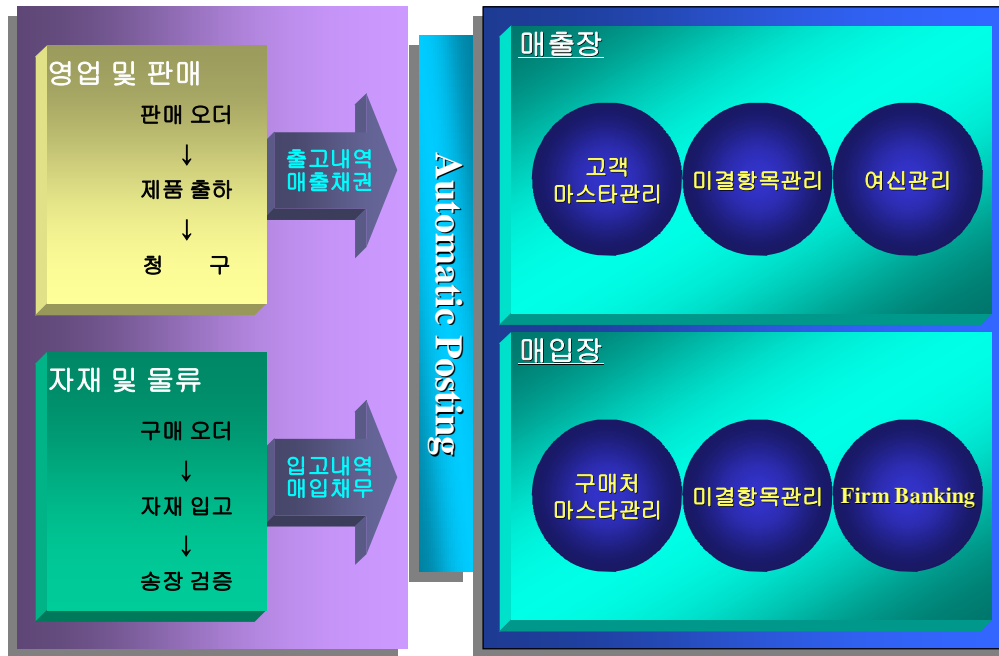 영업 및 판매
판매 오더
↓
제품 출하
↓
청 구
출고내역
매출채권
자재 및 물류
구매 오더
↓
자재 입고
↓
송장 검증
입고내역
매입채무
Automatic Posting
매출장
고객
마스타관리
미결항목관리
여신관리
매입장
구매처
마스타관리
미결항목관리
Firm Banking